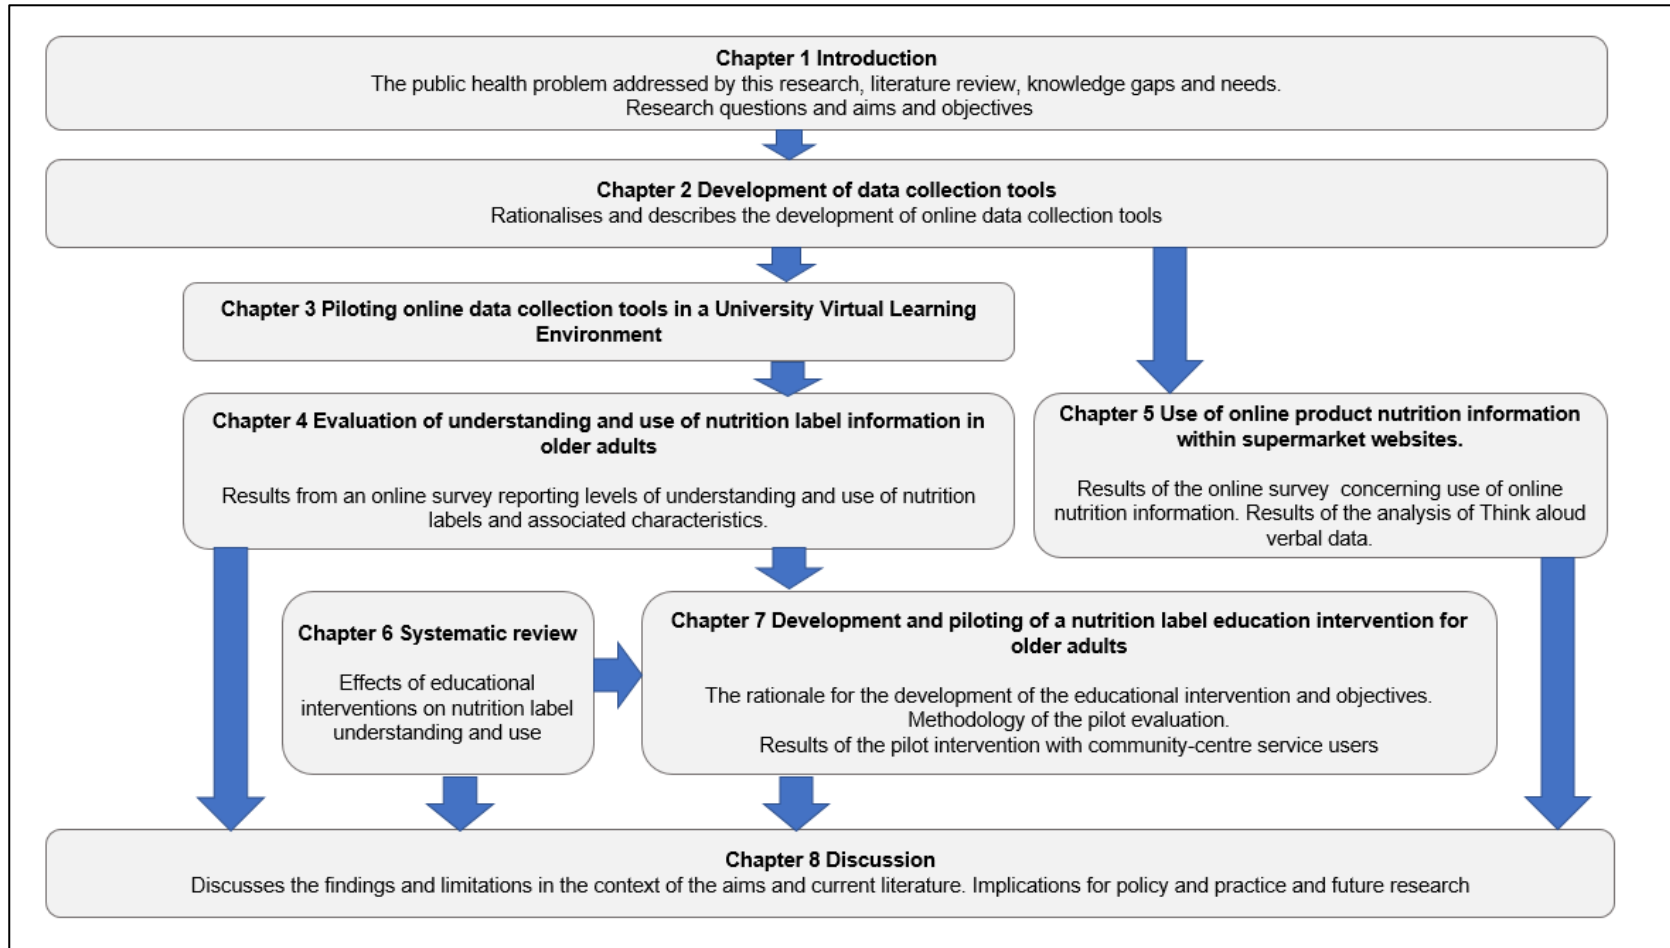 Chapter 1 Introduction
The public health problem addressed by this research, literature review, knowledge gaps and needs.
Research questions and aims and objectives
Chapter 2 Development of data collection tools
Rationalises and describes the development of online data collection tools
Chapter 3 Piloting online data collection tools in a University Virtual Learning
Environment
Chapter 4 Evaluation of understanding and use of nutrition label information in
older adults
Results from an online survey reporting levels of understanding and use of nutrition
labels and associated characteristics.
Chapter 5 Use of online product nutrition information
within supermarket websites.
Results of the online survey concerning use of online
nutrition information. Results of the analysis of Think aloud
verbal data.
Chapter 6 Systematic review
Effects of educational
interventions on nutrition label
understanding and use
Chapter 7 Development and piloting of a nutrition label education intervention for
older adults
The rationale for the development of the educational intervention and objectives.
Methodology of the pilot evaluation.
Results of the pilot intervention with community-centre service users
Chapter 8 Discussion
Discusses the findings and limitations in the context of the aims and current literature. Implications for policy and practice and future research